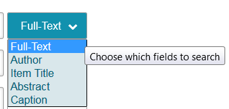 Full-Text
Full-Text
Author
Item Title
Abstract
Caption
Choose which fields to search